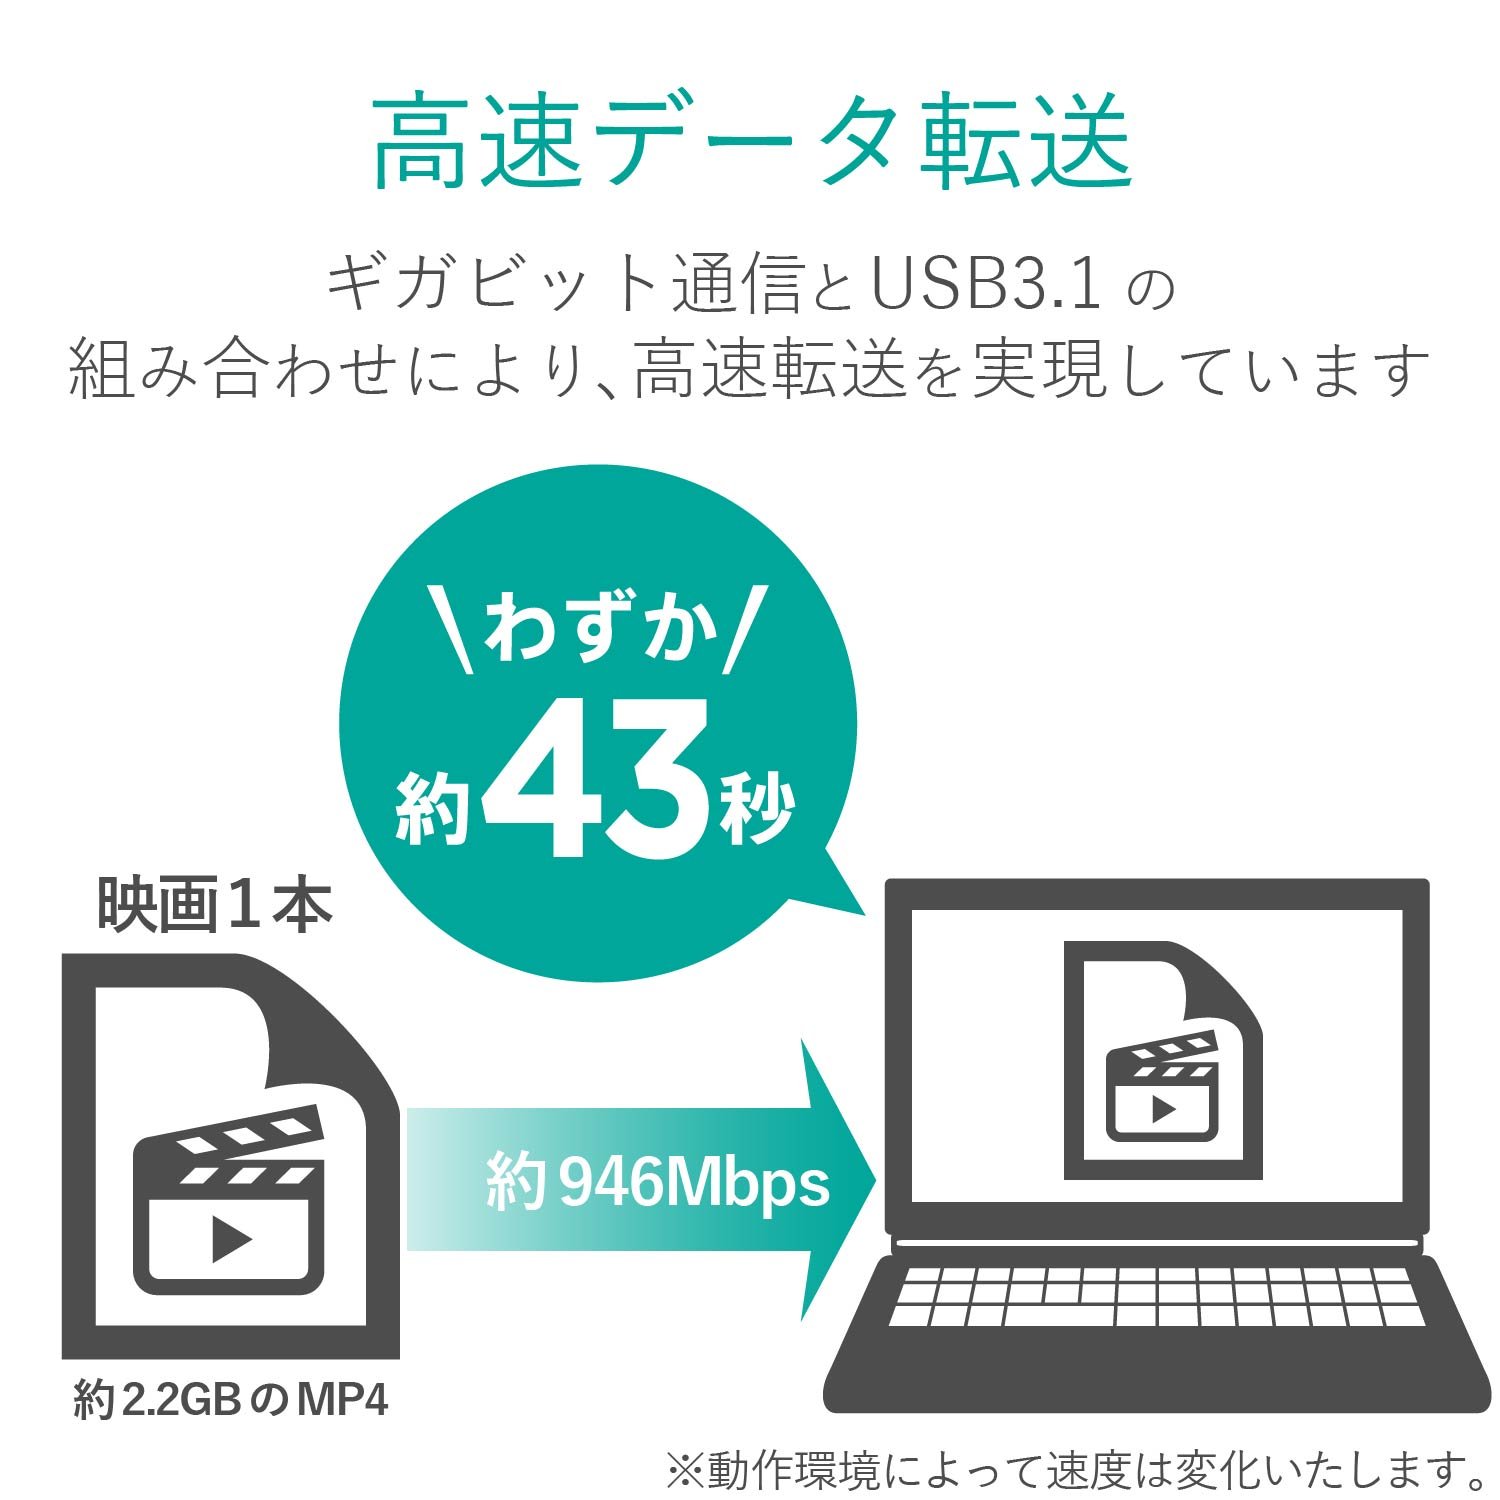 高速データ転送
ギガビット通信とUSB3.1 の
組み合わせにより、高速転送を実現しています
わずか
約43秒
映画1本
約946Mbps
約2.2GBのMP4
※動作環境によって速度は変化いたします。